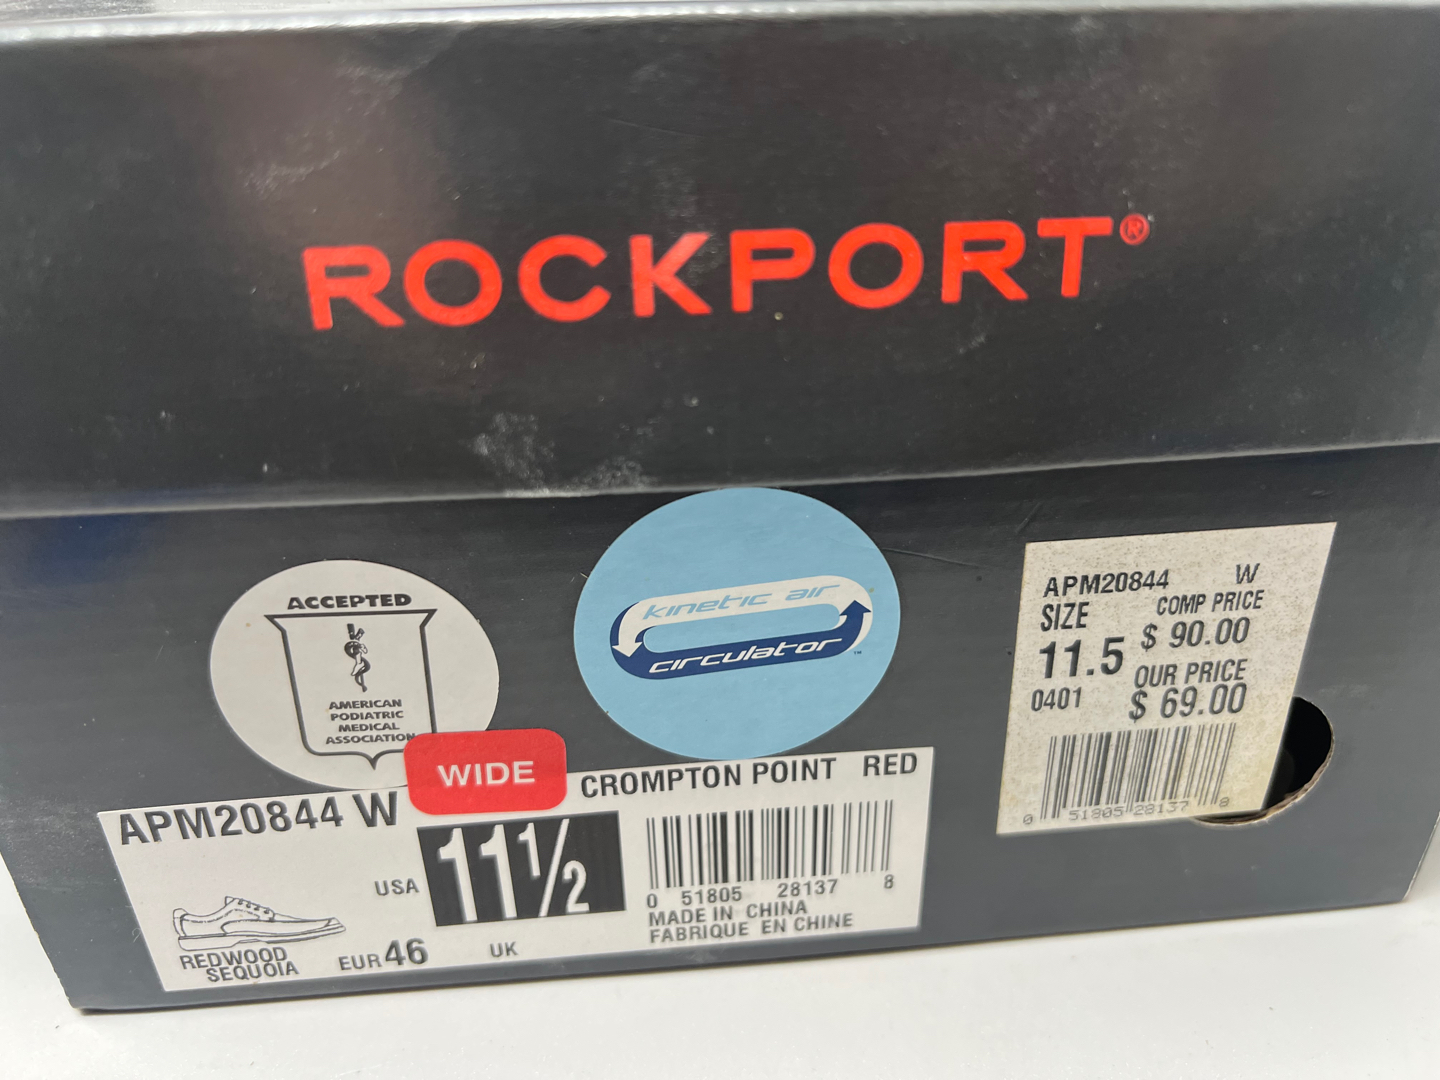 ROCKPORT®
ACCEPTED
AMERICAN
PODIATRIC
MEDICAL
ASSOCIATION
kinetic air
circulator™
APM20844 W
SIZE COMP PRICE
11.5 $ 90.00
OUR PRICE
0401 $ 69.00
0 51805 28137 8
WIDE
APM20844 W
CROMPTON POINT RED
USA 11½
REDWOOD
SEQUOIA
EUR 46
UK
0 51805 28137 8
MADE IN CHINA
FABRIQUE EN CHINE